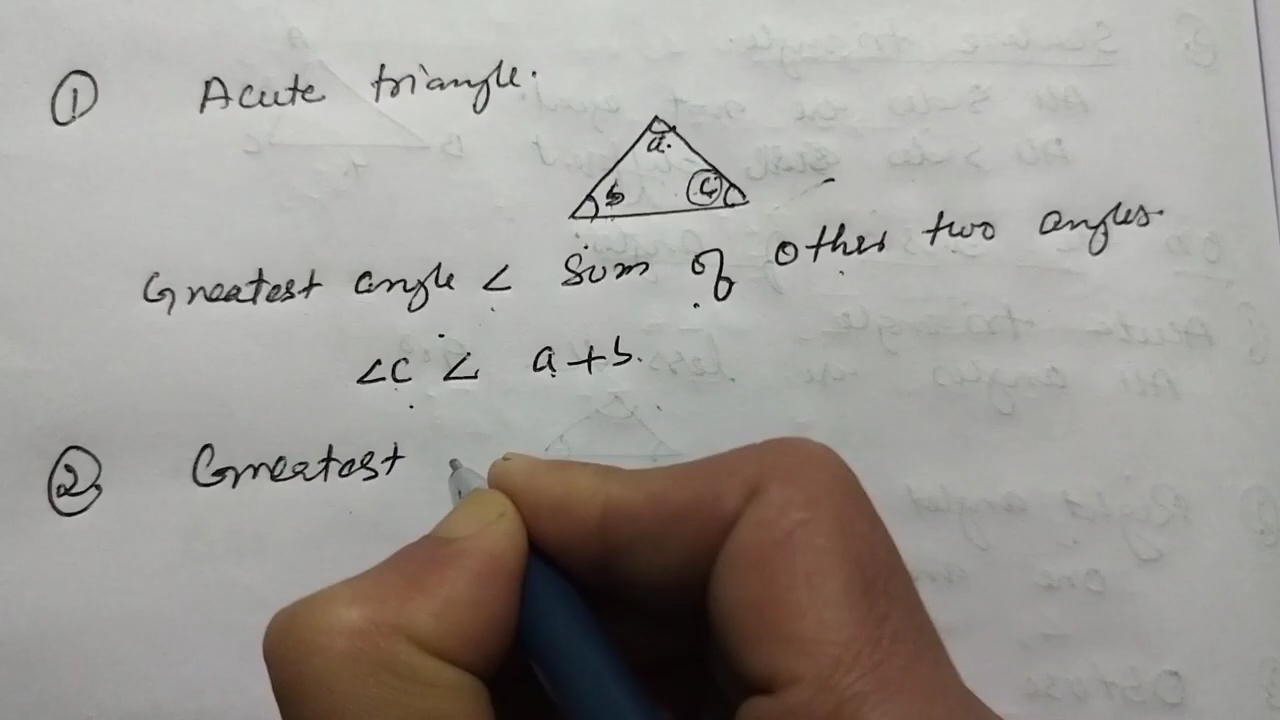 ① Acute triangle.
a.
b c
Greatest angle < Sum of other two angles.
∠c < a + b.
② Greatest